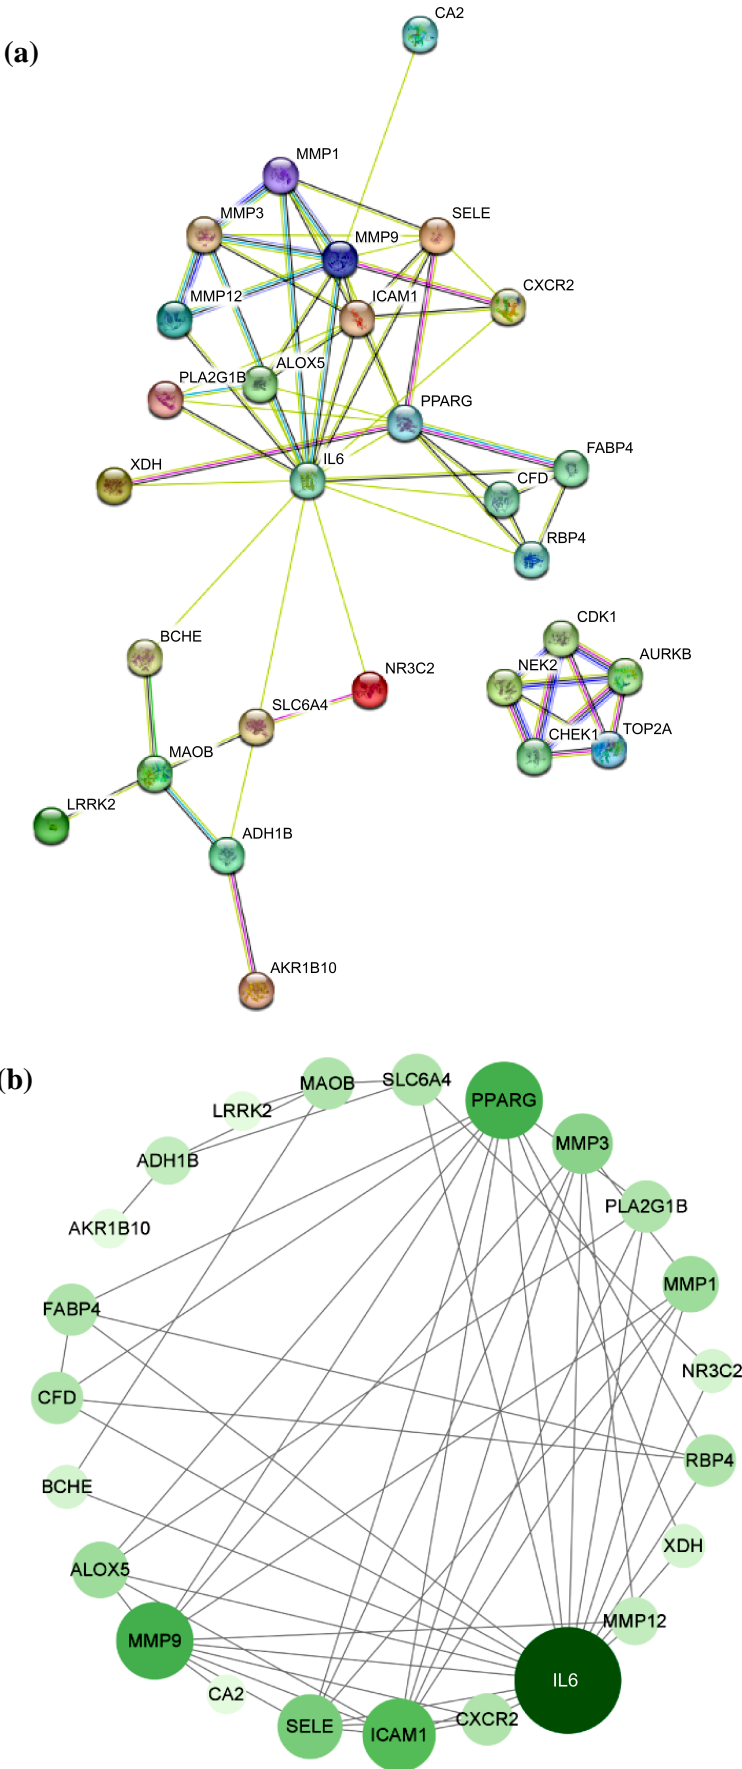 (a)
CA2
MMP1
MMP3
SELE
MMP9
MMP12
ICAM1
CXCR2
ALOX5
PLA2G1B
PPARG
FABP4
XDH
IL6
CFD
RBP4
CDK1
BCHE
NEK2
AURKB
NR3C2
SLC6A4
CHEK1
TOP2A
MAOB
LRRK2
ADH1B
AKR1B10
(b)
MAOB
SLC6A4
PPARG
LRRK2
MMP3
ADH1B
PLA2G1B
AKR1B10
MMP1
FABP4
NR3C2
CFD
RBP4
BCHE
XDH
ALOX5
MMP12
MMP9
IL6
CA2
CXCR2
SELE
ICAM1